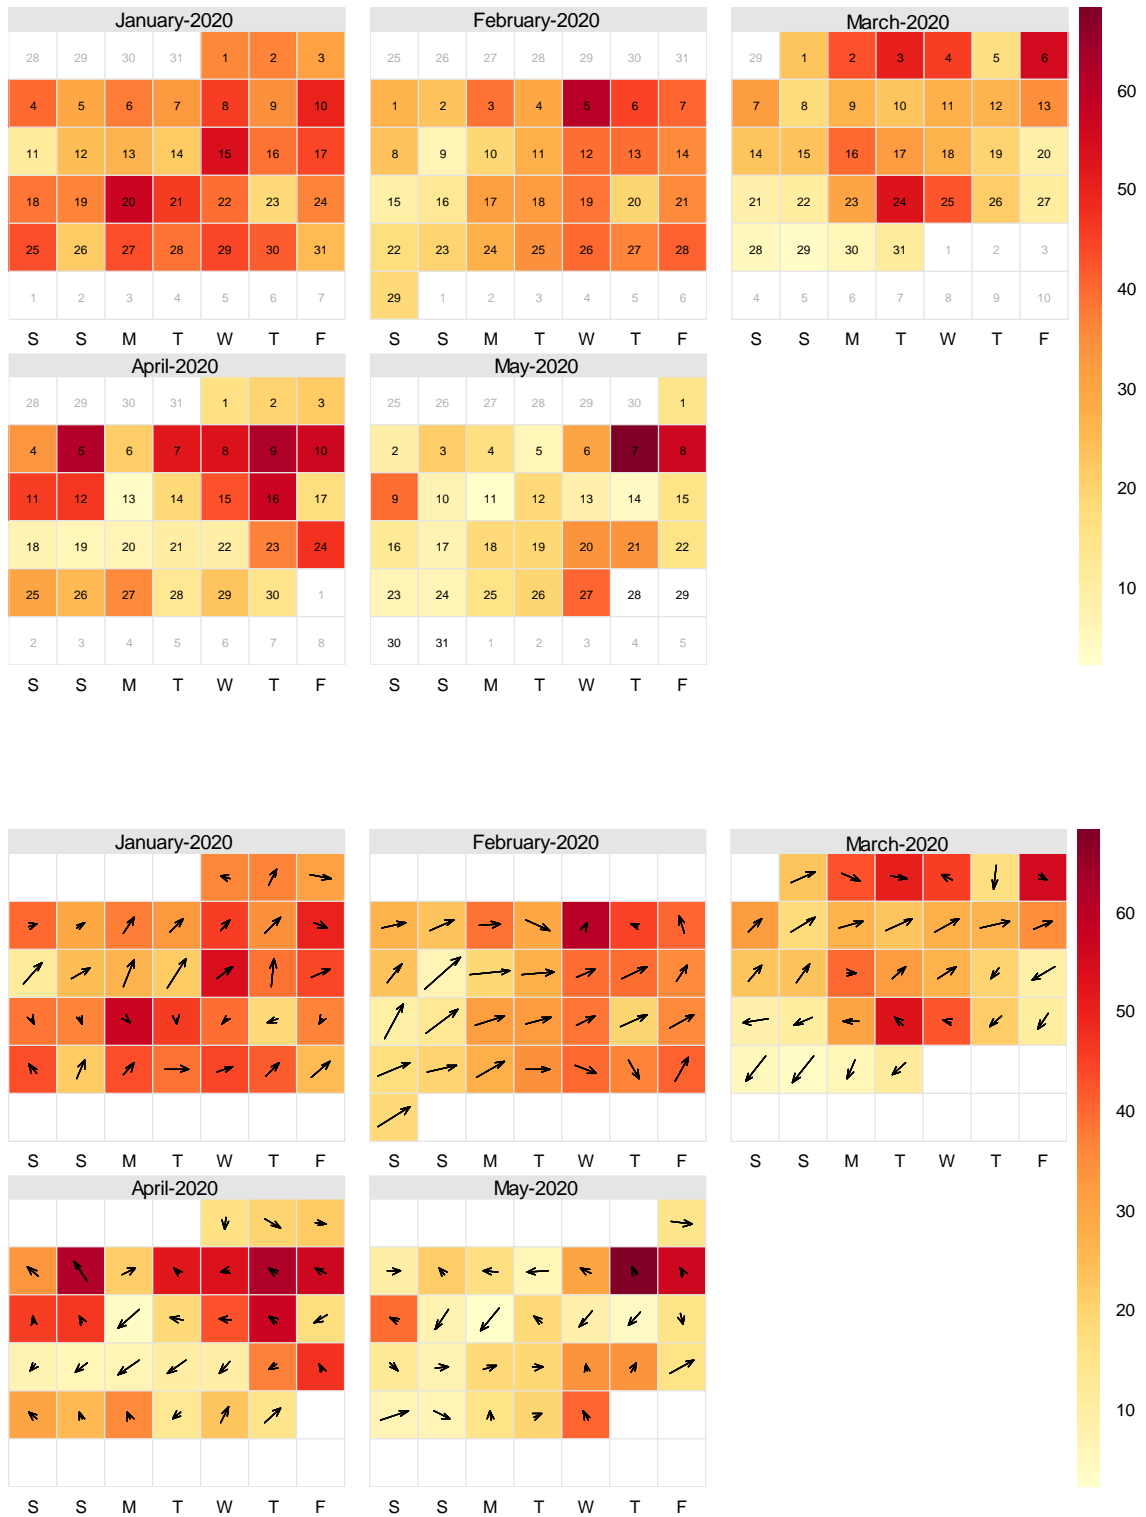 January-2020 February-2020 March-2020
28 29 30 31 1 2 3 25 26 27 28 29 30 31 29 1 2 3 4 5 6
60
4 5 6 7 8 9 10 1 2 3 4 5 6 7 7 8 9 10 11 12 13
11 12 13 14 15 16 17 8 9 10 11 12 13 14 14 15 16 17 18 19 20
50
18 19 20 21 22 23 24 15 16 17 18 19 20 21 21 22 23 24 25 26 27
25 26 27 28 29 30 31 22 23 24 25 26 27 28 28 29 30 31 1 2 3
40
1 2 3 4 5 6 7 29 1 2 3 4 5 6 4 5 6 7 8 9 10
S S M T W T F S S M T W T F S S M T W T F
April-2020 May-2020
30
28 29 30 31 1 2 3 25 26 27 28 29 30 1
4 5 6 7 8 9 10 2 3 4 5 6 7 8
20
11 12 13 14 15 16 17 9 10 11 12 13 14 15
18 19 20 21 22 23 24 16 17 18 19 20 21 22
10
25 26 27 28 29 30 1 23 24 25 26 27 28 29
2 3 4 5 6 7 8 30 31 1 2 3 4 5
S S M T W T F S S M T W T F
January-2020 February-2020 March-2020
60
50
40
S S M T W T F S S M T W T F S S M T W T F
April-2020 May-2020
30
20
10
S S M T W T F S S M T W T F